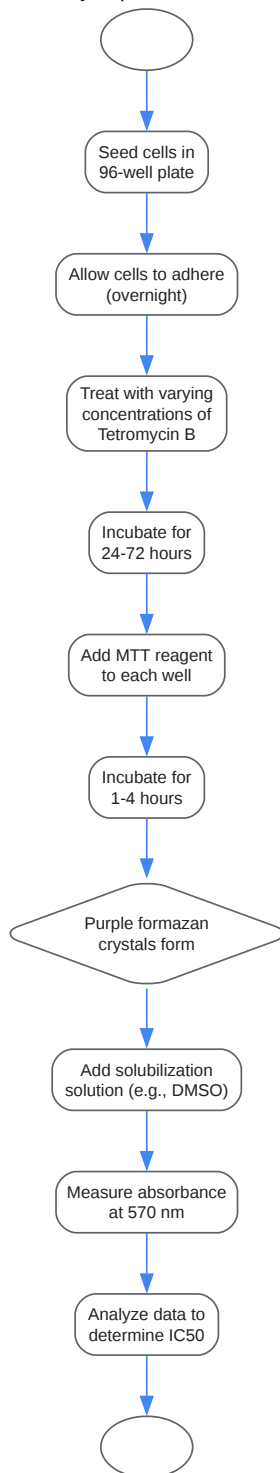 Seed cells in
96-well plate
Allow cells to adhere
(overnight)
Treat with varying
concentrations of
Tetromycin B
Incubate for
24-72 hours
Add MTT reagent
to each well
Incubate for
1-4 hours
Purple formazan
crystals form
Add solubilization
solution (e.g., DMSO)
Measure absorbance
at 570 nm
Analyze data to
determine IC50